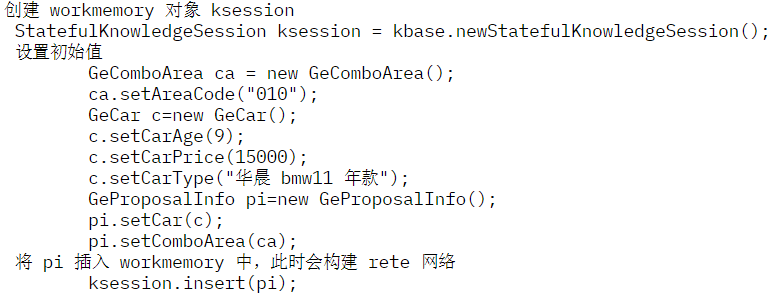 创建 workmemory 对象 ksession
StatefulKnowledgeSession ksession = kbase.newStatefulKnowledgeSession();
设置初始值
GeComboArea ca = new GeComboArea();
ca.setAreaCode("010");
GeCar c=new GeCar();
c.setCarAge(9);
c.setCarPrice(15000);
c.setCarType("华晨 bmw11 年款");
GeProposalInfo pi=new GeProposalInfo();
pi.setCar(c);
pi.setComboArea(ca);
将 pi 插入 workmemory 中，此时会构建 rete 网络
ksession.insert(pi);